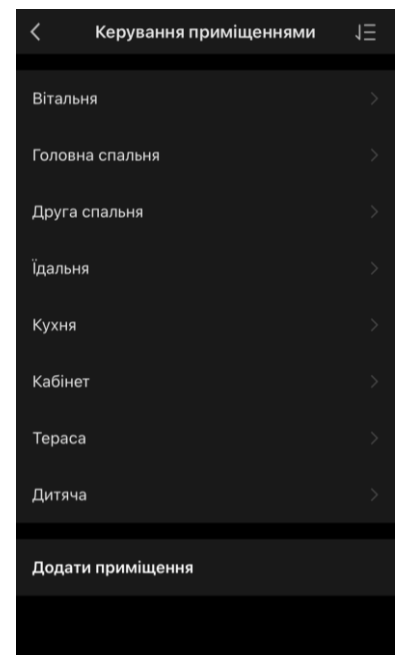 Керування приміщеннями
Вітальня
Головна спальня
Друга спальня
Їдальня
Кухня
Кабінет
Тераса
Дитяча
Додати приміщення